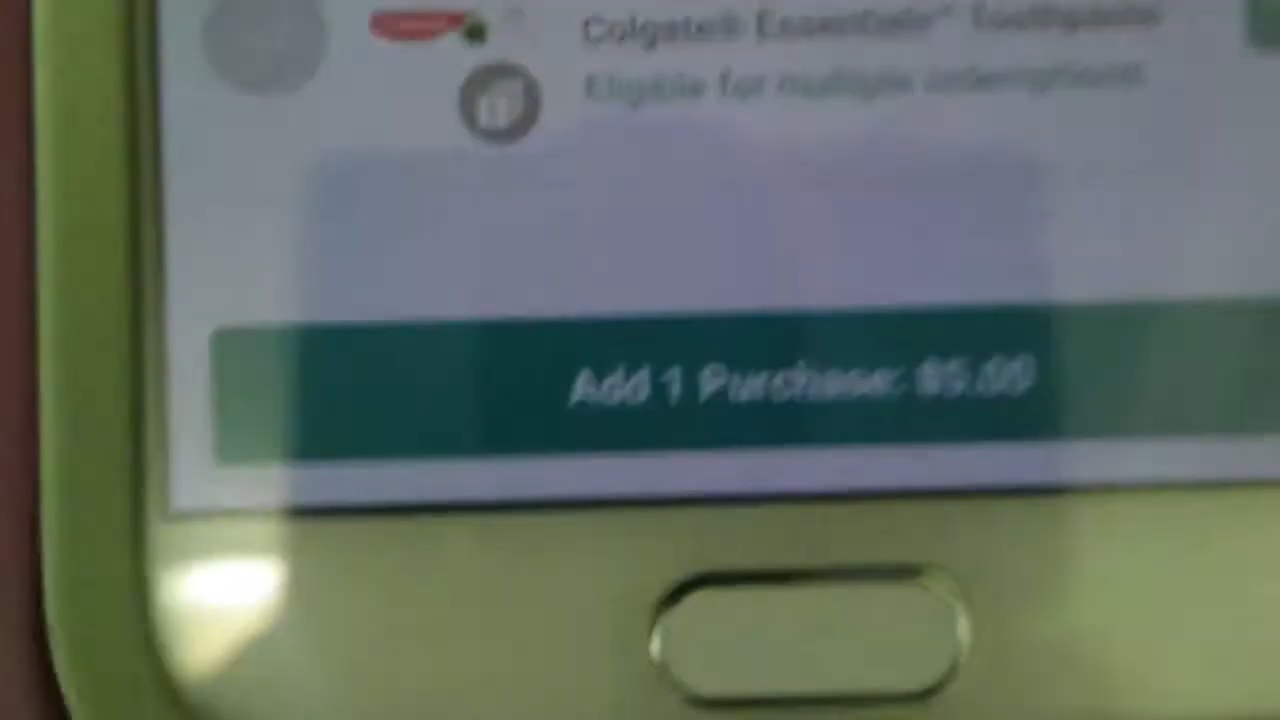 Colgate® Essentials™ Toothpaste
Eligible for multiple redemptions
Add 1 Purchase: $5.00